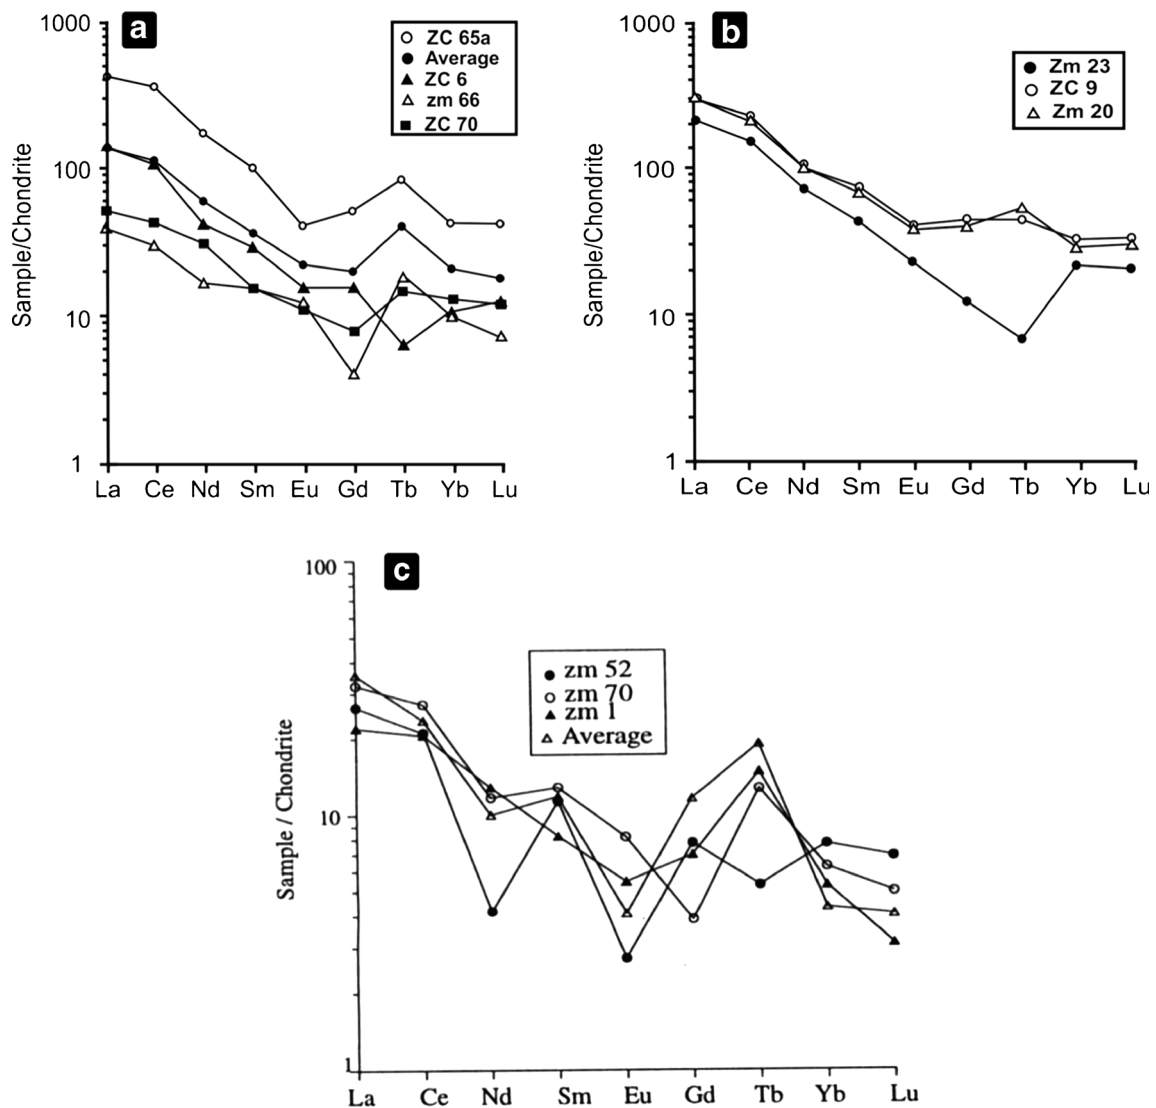 a
1000
100
10
1
Sample/Chondrite
ZC 65a
Average
ZC 6
zm 66
ZC 70
La Ce Nd Sm Eu Gd Tb Yb Lu
b
1000
100
10
1
Sample/Chondrite
Zm 23
ZC 9
Zm 20
La Ce Nd Sm Eu Gd Tb Yb Lu
c
100
10
1
Sample / Chondrite
zm 52
zm 70
zm 1
Average
La Ce Nd Sm Eu Gd Tb Yb Lu